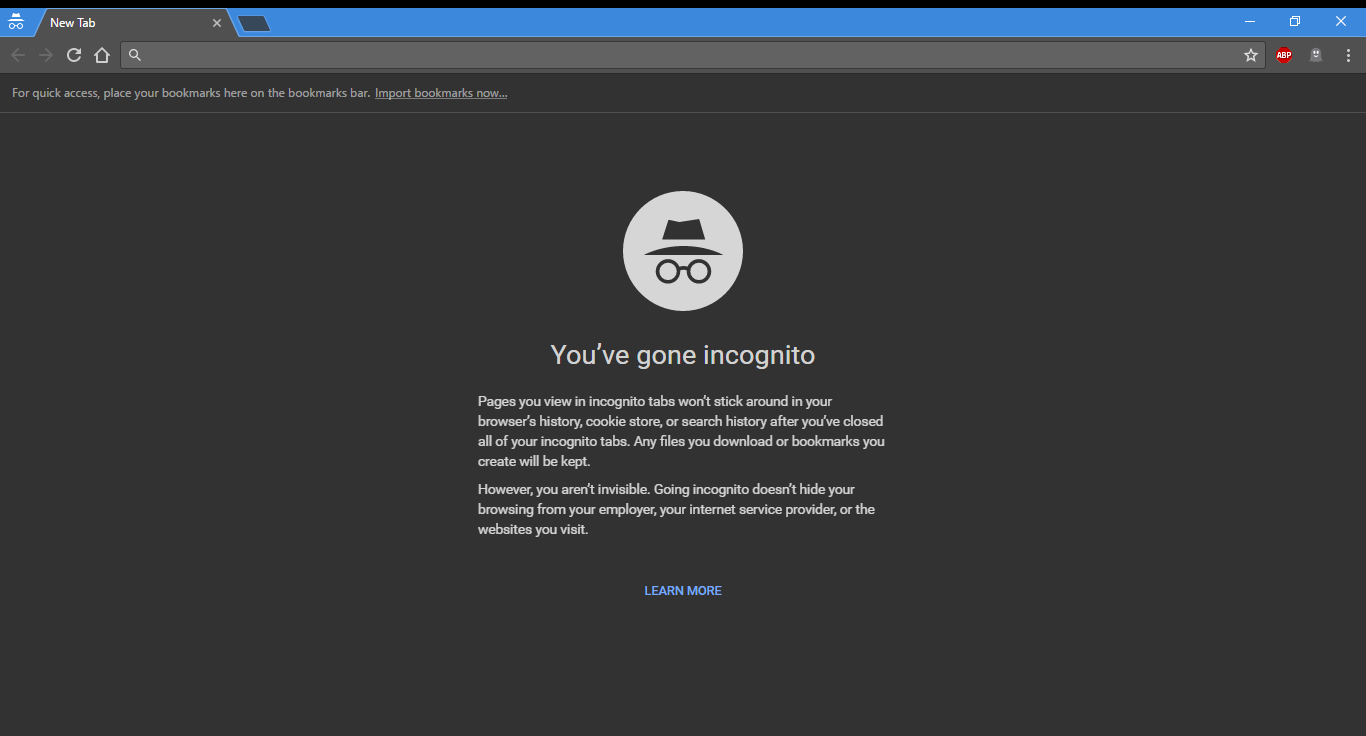 New Tab
ABP
For quick access, place your bookmarks here on the bookmarks bar. Import bookmarks now...
You’ve gone incognito
Pages you view in incognito tabs won’t stick around in your
browser’s history, cookie store, or search history after you’ve closed
all of your incognito tabs. Any files you download or bookmarks you
create will be kept.
However, you aren’t invisible. Going incognito doesn’t hide your
browsing from your employer, your internet service provider, or the
websites you visit.
LEARN MORE